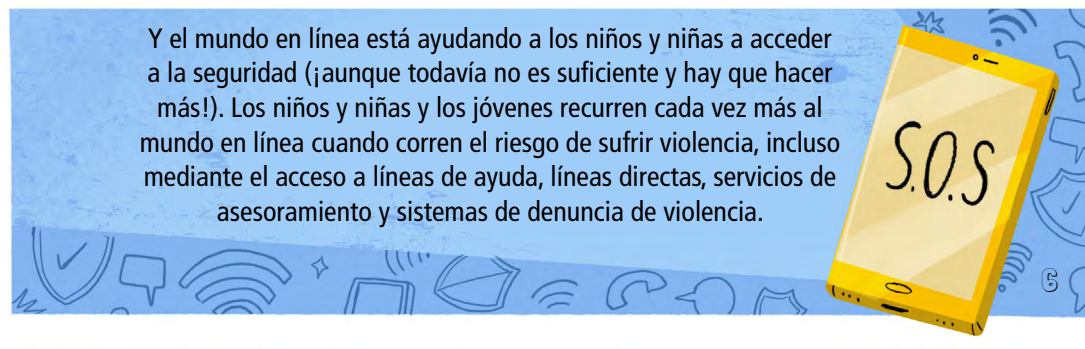 Y el mundo en línea está ayudando a los niños y niñas a acceder
a la seguridad (¡aunque todavía no es suficiente y hay que hacer
más!). Los niños y niñas y los jóvenes recurren cada vez más al
mundo en línea cuando corren el riesgo de sufrir violencia, incluso
mediante el acceso a líneas de ayuda, líneas directas, servicios de
asesoramiento y sistemas de denuncia de violencia.
S.O.S
6